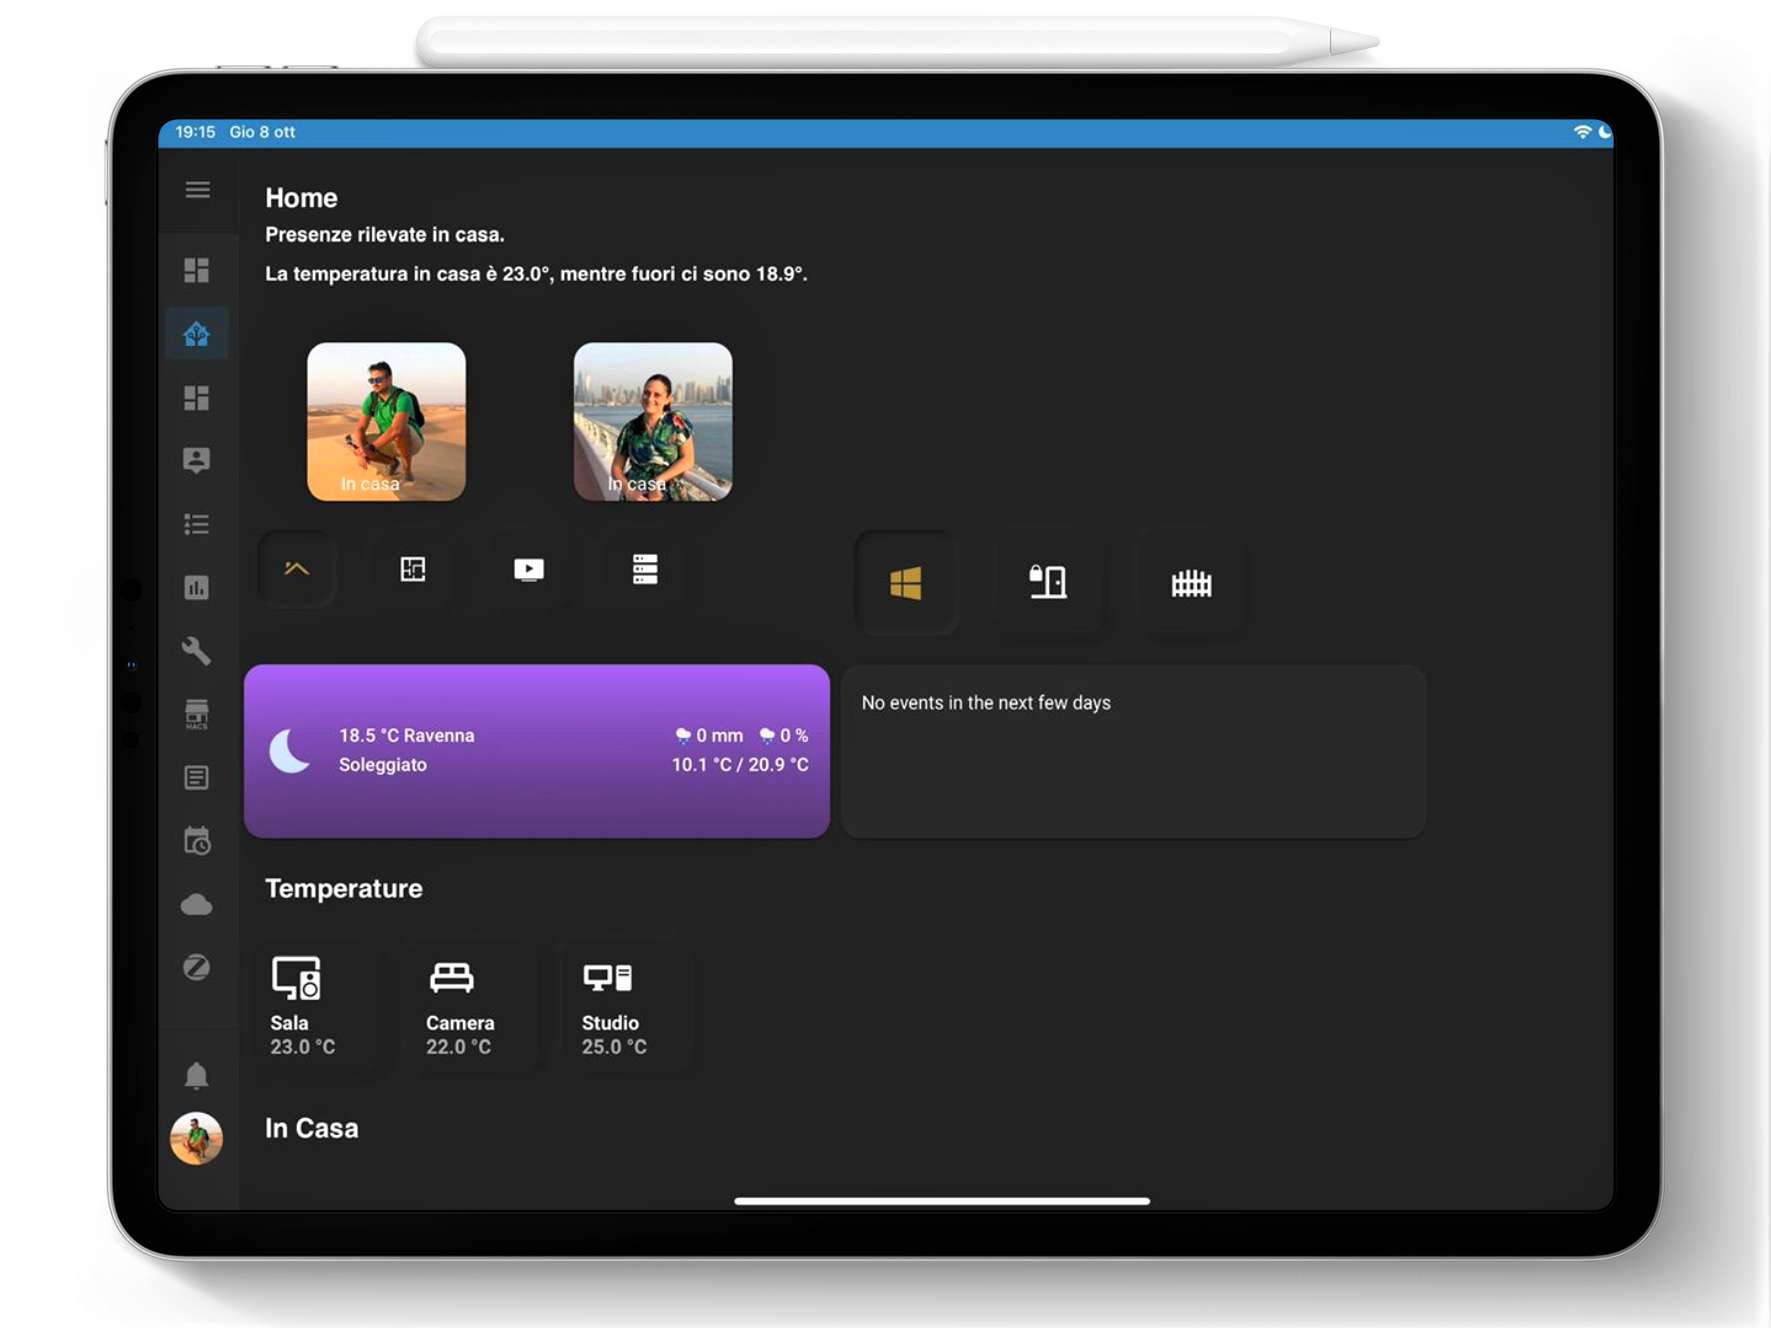 19:15 Gio 8 ott
Home
Presenze rilevate in casa.
La temperatura in casa è 23.0°, mentre fuori ci sono 18.9°.
In casa
In casa
18.5 °C Ravenna
0 mm 0 %
Soleggiato
10.1 °C / 20.9 °C
No events in the next few days
HACS
Temperature
Sala
23.0 °C
Camera
22.0 °C
Studio
25.0 °C
In Casa